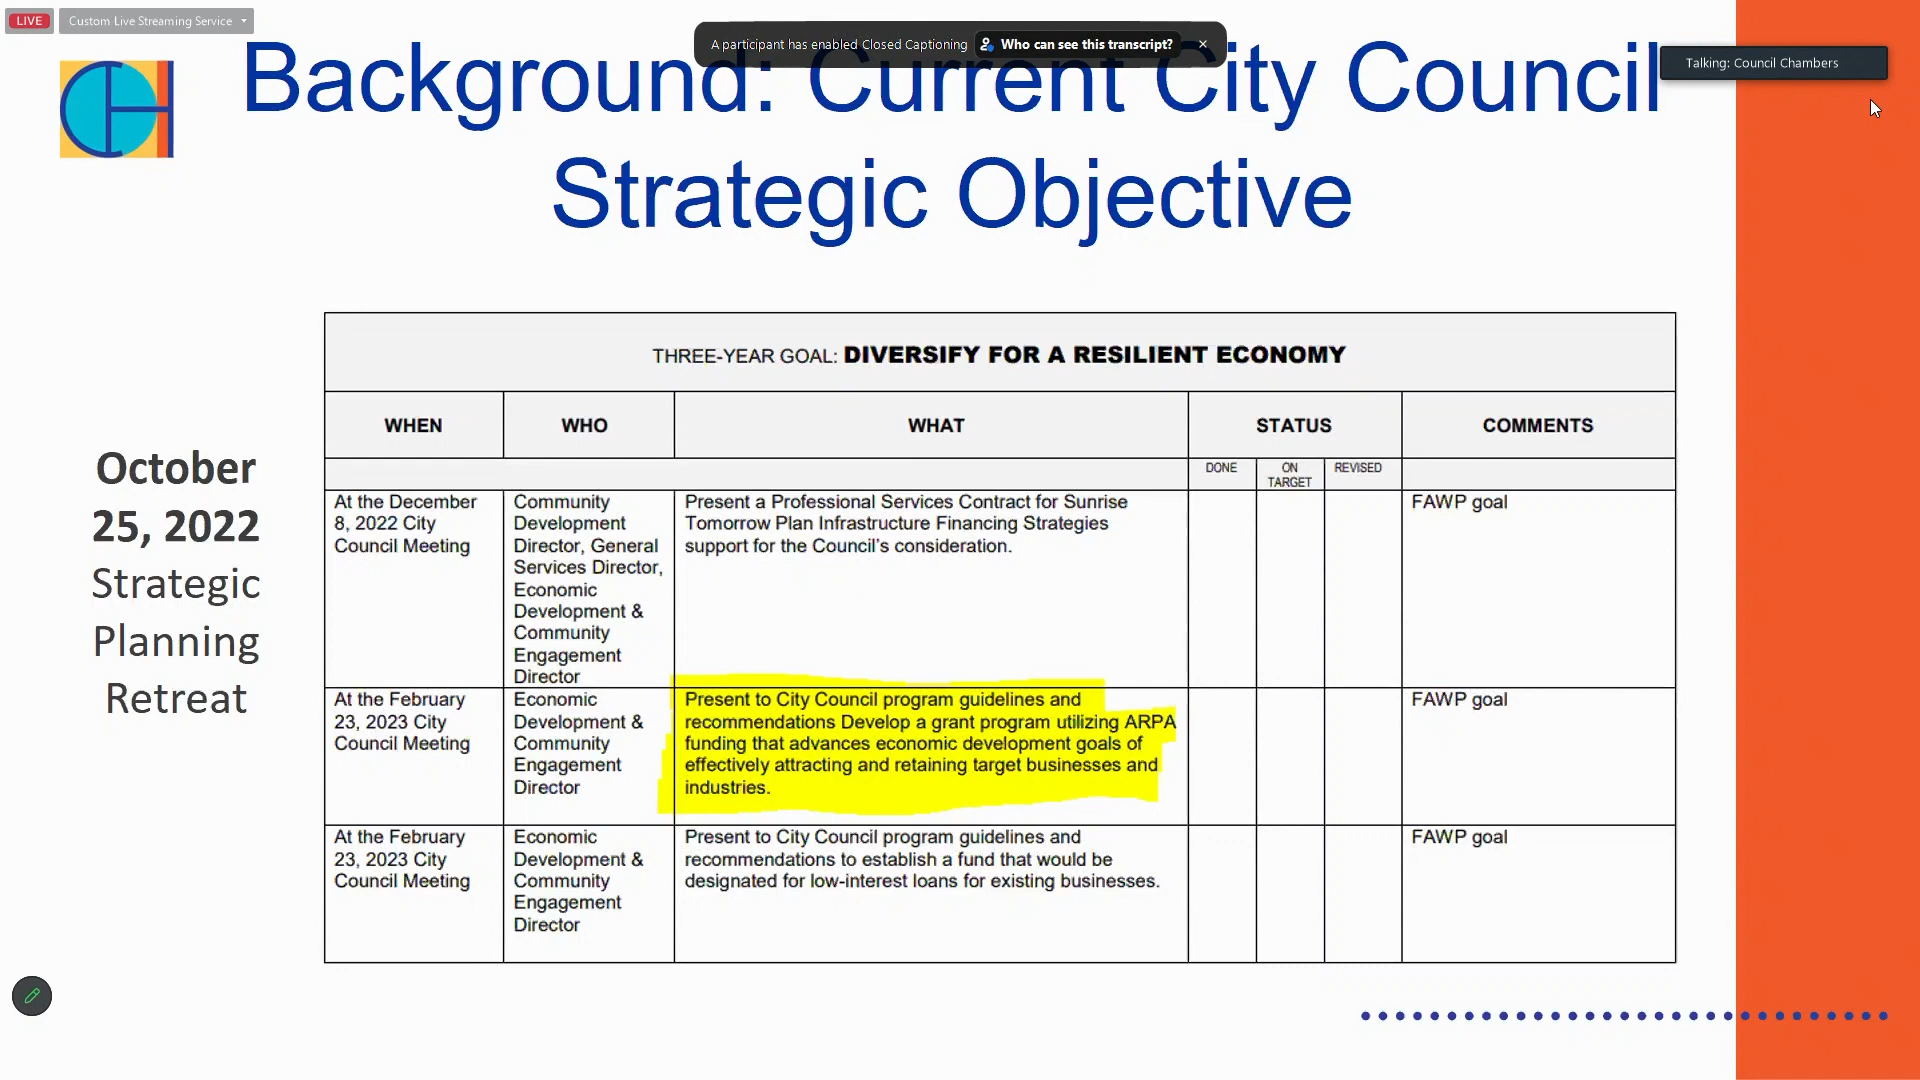 LIVE
Custom Live Streaming Service
A participant has enabled Closed Captioning Who can see this transcript?
Talking: Council Chambers
CH
Background: Current City Council
Strategic Objective
October
25, 2022
Strategic
Planning
Retreat
THREE-YEAR GOAL: DIVERSIFY FOR A RESILIENT ECONOMY
WHEN WHO WHAT STATUS COMMENTS
DONE ON TARGET REVISED
At the December
8, 2022 City
Council Meeting
Community
Development
Director, General
Services Director,
Economic
Development &
Community
Engagement
Director
Present a Professional Services Contract for Sunrise
Tomorrow Plan Infrastructure Financing Strategies
support for the Council's consideration.
FAWP goal
At the February
23, 2023 City
Council Meeting
Economic
Development &
Community
Engagement
Director
Present to City Council program guidelines and
recommendations Develop a grant program utilizing ARPA
funding that advances economic development goals of
effectively attracting and retaining target businesses and
industries.
FAWP goal
At the February
23, 2023 City
Council Meeting
Economic
Development &
Community
Engagement
Director
Present to City Council program guidelines and
recommendations to establish a fund that would be
designated for low-interest loans for existing businesses.
FAWP goal